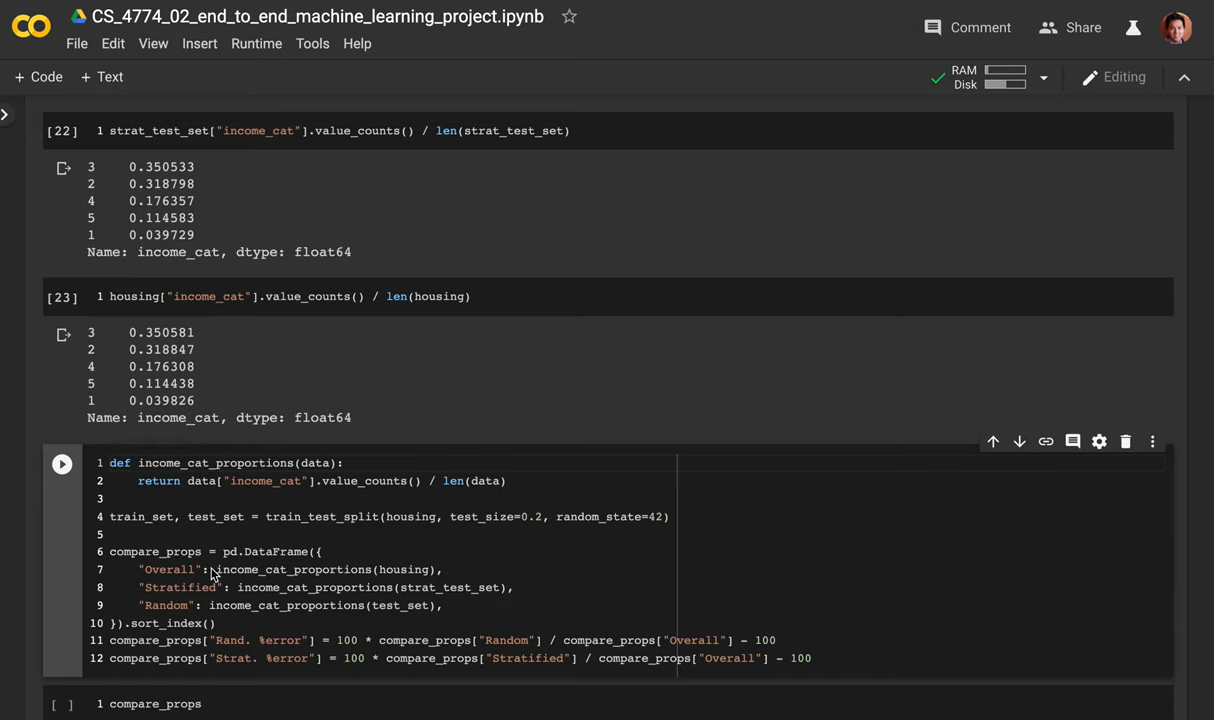 CS_4774_02_end_to_end_machine_learning_project.ipynb
File Edit View Insert Runtime Tools Help
Comment
Share
+ Code + Text
RAM
Disk
Editing
[22] 1 strat_test_set["income_cat"].value_counts() / len(strat_test_set)
3 0.350533
2 0.318798
4 0.176357
5 0.114583
1 0.039729
Name: income_cat, dtype: float64
[23] 1 housing["income_cat"].value_counts() / len(housing)
3 0.350581
2 0.318847
4 0.176308
5 0.114438
1 0.039826
Name: income_cat, dtype: float64
1 def income_cat_proportions(data):
2 return data["income_cat"].value_counts() / len(data)
3
4 train_set, test_set = train_test_split(housing, test_size=0.2, random_state=42)
5
6 compare_props = pd.DataFrame({
7 "Overall": income_cat_proportions(housing),
8 "Stratified": income_cat_proportions(strat_test_set),
9 "Random": income_cat_proportions(test_set),
10 }).sort_index()
11 compare_props["Rand. %error"] = 100 * compare_props["Random"] / compare_props["Overall"] - 100
12 compare_props["Strat. %error"] = 100 * compare_props["Stratified"] / compare_props["Overall"] - 100
[ ] 1 compare_props